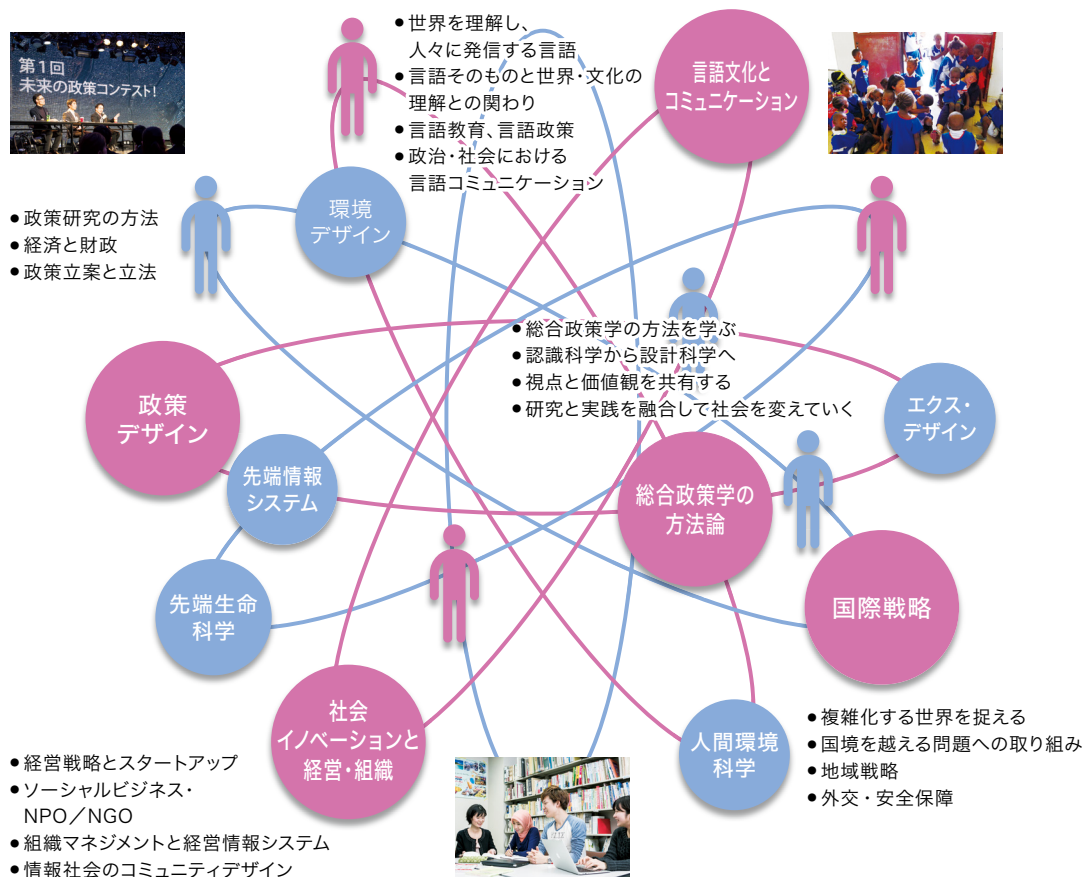 第1回
未来の政策コンテスト!
●世界を理解し、
人々に発信する言語
●言語そのものと世界・文化の
理解との関わり
●言語教育、言語政策
●政治・社会における
言語コミュニケーション
言語文化と
コミュニケーション
●政策研究の方法
●経済と財政
●政策立案と立法
環境
デザイン
●総合政策学の方法を学ぶ
●認識科学から設計科学へ
●視点と価値観を共有する
●研究と実践を融合して社会を変えていく
政策
デザイン
エクス・
デザイン
先端情報
システム
総合政策学の
方法論
先端生命
科学
国際戦略
社会
イノベーションと
経営・組織
人間環境
科学
●複雑化する世界を捉える
●国境を越える問題への取り組み
●地域戦略
●外交・安全保障
●経営戦略とスタートアップ
●ソーシャルビジネス・
NPO／NGO
●組織マネジメントと経営情報システム
●情報社会のコミュニティデザイン